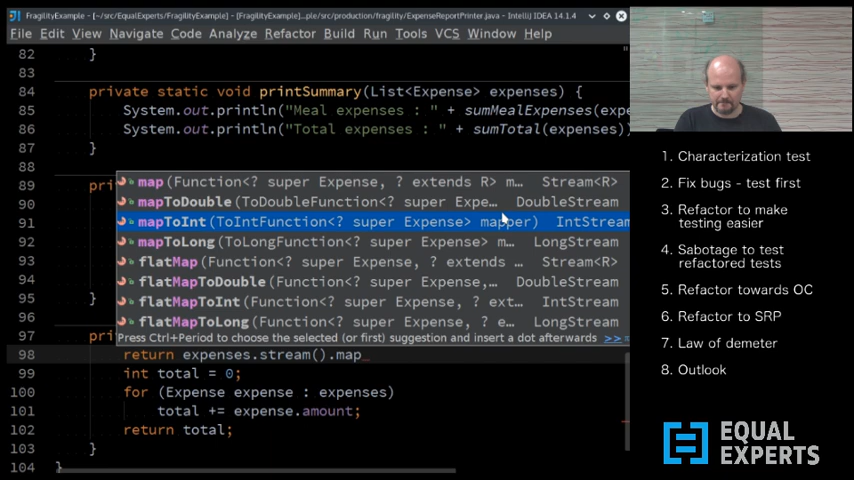 FragilityExample - [~/src/EqualExperts/FragilityExample] - [FragilityExample]...ple/src/production/fragility/ExpenseReportPrinter.java - IntelliJ IDEA 14.1.4
File Edit View Navigate Code Analyze Refactor Build Run Tools VCS Window Help
82 }
83
84 private static void printSummary(List<Expense> expenses) {
85 System.out.println("Meal expenses : " + sumMealExpenses(expe
86 System.out.println("Total expenses : " + sumTotal(expenses))
87 }
88
89 pri
90
91
92
93
94
95 }
96
97 pri
map(Function<? super Expense, ? extends R> m... Stream<R>
mapToDouble(ToDoubleFunction<? super Expe... DoubleStream
mapToInt(ToIntFunction<? super Expense> mapper) IntStream
mapToLong(ToLongFunction<? super Expense> m... LongStream
flatMap(Function<? super Expense, ? extends ... Stream<R>
flatMapToDouble(Function<? super Expense,... DoubleStream
flatMapToInt(Function<? super Expense, ? ext... IntStream
flatMapToLong(Function<? super Expense, ? e... LongStream
Press Ctrl+Period to choose the selected (or first) suggestion and insert a dot afterwards >>
98 return expenses.stream().map
99 int total = 0;
100 for (Expense expense : expenses)
101 total += expense.amount;
102 return total;
103 }
104 }
1. Characterization test
2. Fix bugs - test first
3. Refactor to make
testing easier
4. Sabotage to test
refactored tests
5. Refactor towards OC
6. Refactor to SRP
7. Law of demeter
8. Outlook
EQUAL
EXPERTS